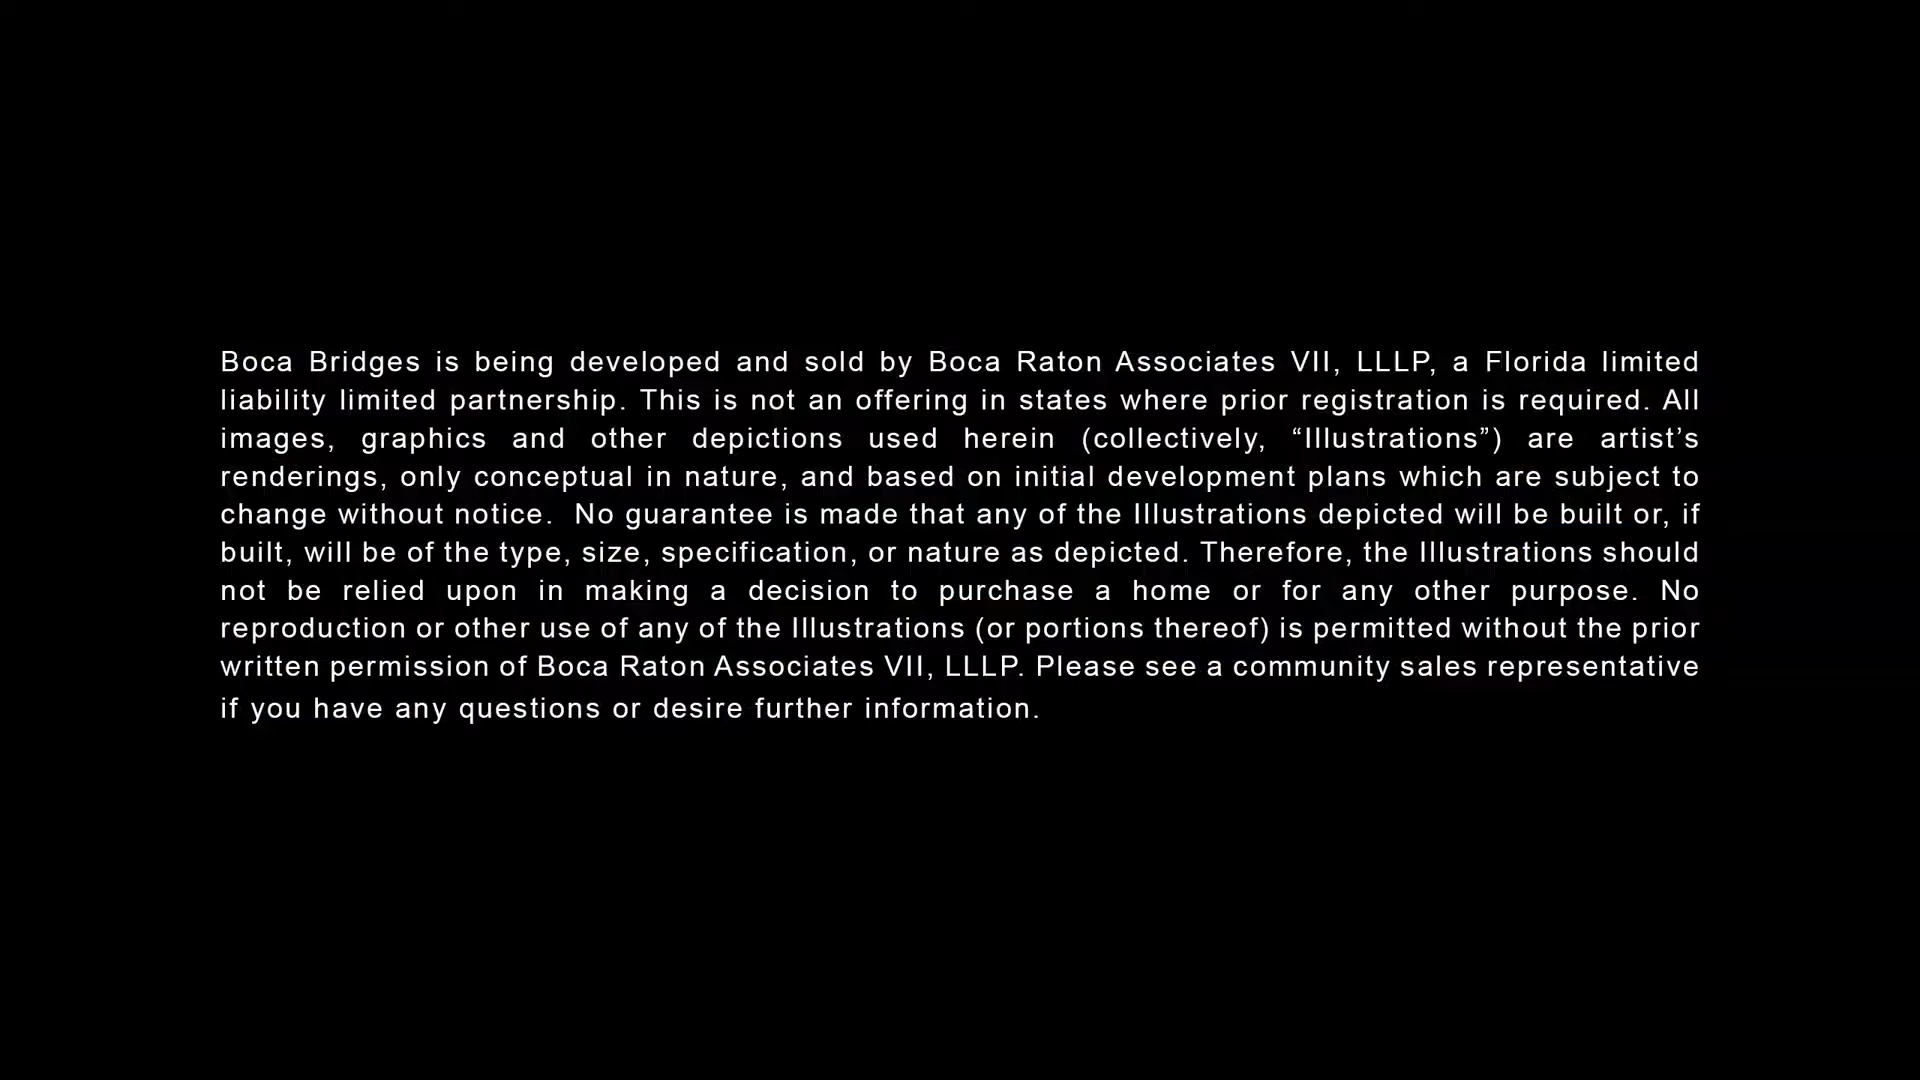 Boca Bridges is being developed and sold by Boca Raton Associates VII, LLLP, a Florida limited
liability limited partnership. This is not an offering in states where prior registration is required. All
images, graphics and other depictions used herein (collectively, “Illustrations”) are artist’s
renderings, only conceptual in nature, and based on initial development plans which are subject to
change without notice.  No guarantee is made that any of the Illustrations depicted will be built or, if
built, will be of the type, size, specification, or nature as depicted. Therefore, the Illustrations should
not be relied upon in making a decision to purchase a home or for any other purpose. No
reproduction or other use of any of the Illustrations (or portions thereof) is permitted without the prior
written permission of Boca Raton Associates VII, LLLP. Please see a community sales representative
if you have any questions or desire further information.